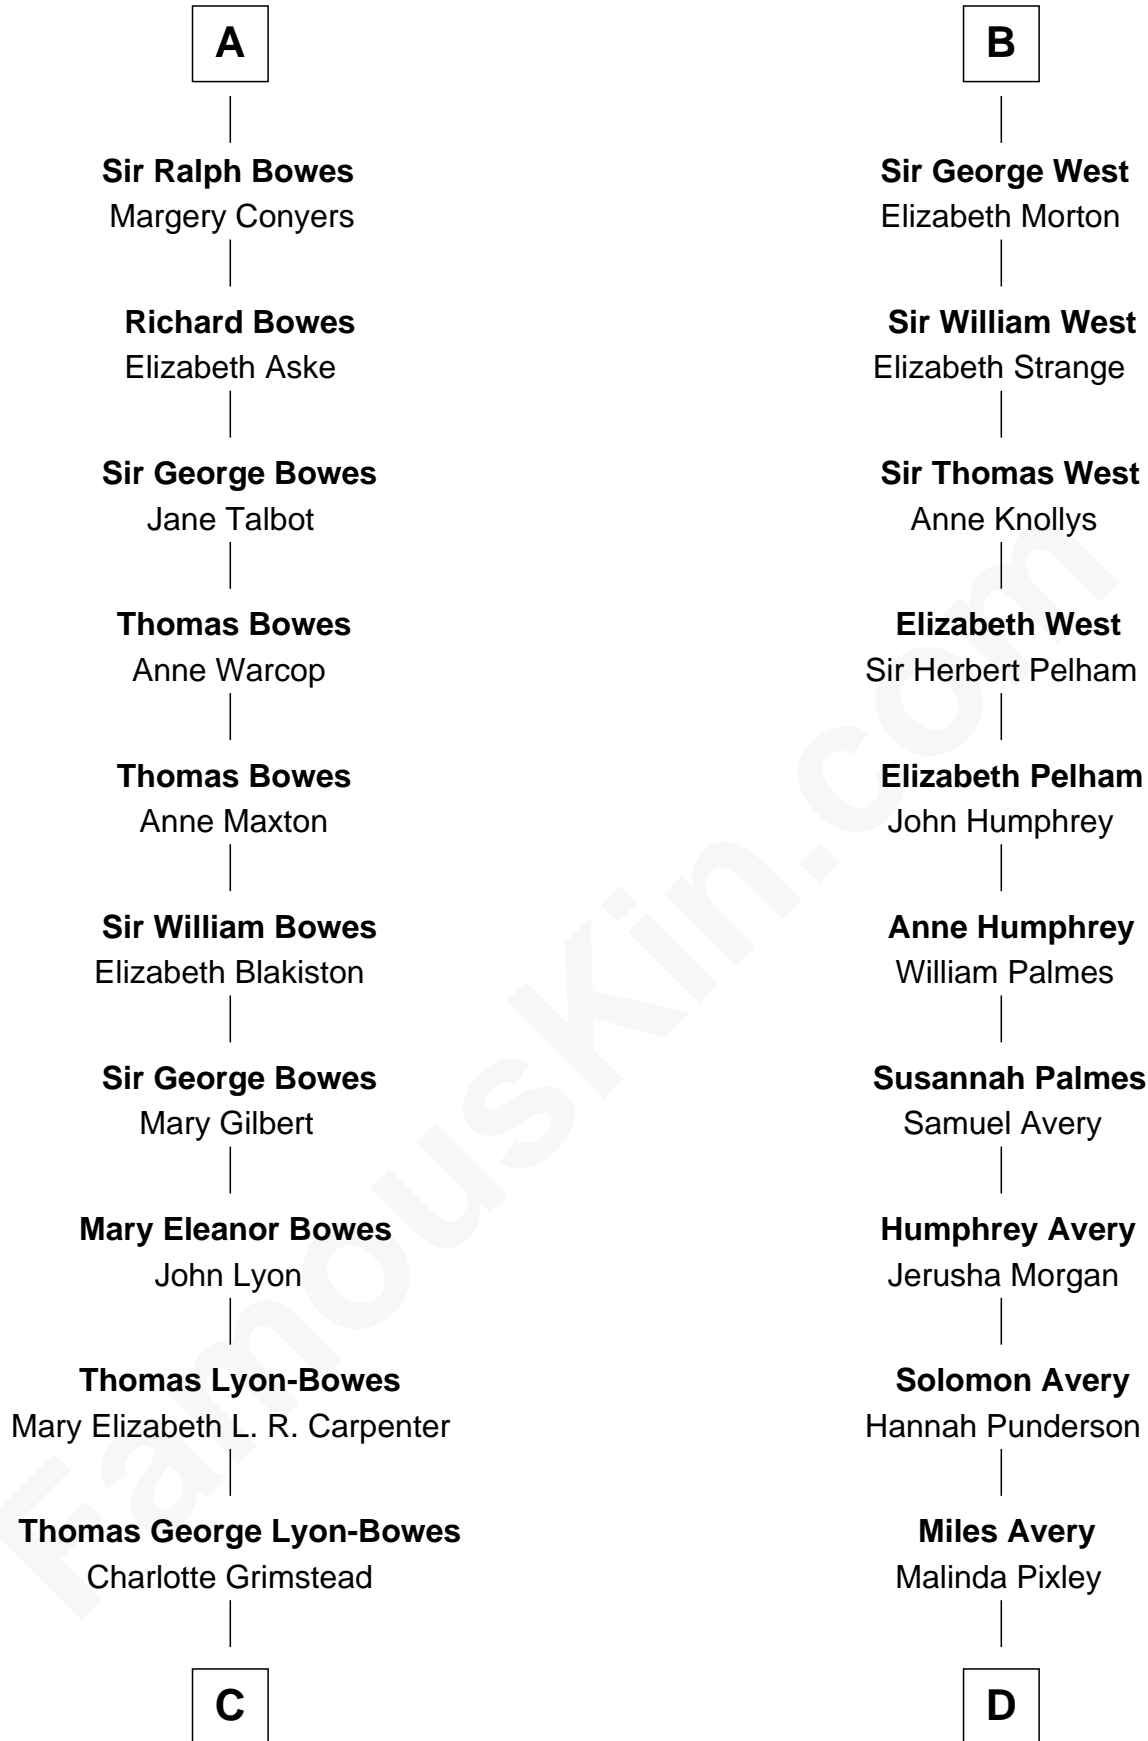 A
Sir Ralph Bowes
Margery Conyers
Richard Bowes
Elizabeth Aske
Sir George Bowes
Jane Talbot
Thomas Bowes
Anne Warcop
Thomas Bowes
Anne Maxton
Sir William Bowes
Elizabeth Blakiston
Sir George Bowes
Mary Gilbert
Mary Eleanor Bowes
John Lyon
Thomas Lyon-Bowes
Mary Elizabeth L. R. Carpenter
Thomas George Lyon-Bowes
Charlotte Grimstead
C
B
Sir George West
Elizabeth Morton
Sir William West
Elizabeth Strange
Sir Thomas West
Anne Knollys
Elizabeth West
Sir Herbert Pelham
Elizabeth Pelham
John Humphrey
Anne Humphrey
William Palmes
Susannah Palmes
Samuel Avery
Humphrey Avery
Jerusha Morgan
Solomon Avery
Hannah Punderson
Miles Avery
Malinda Pixley
D
FamousKin.com